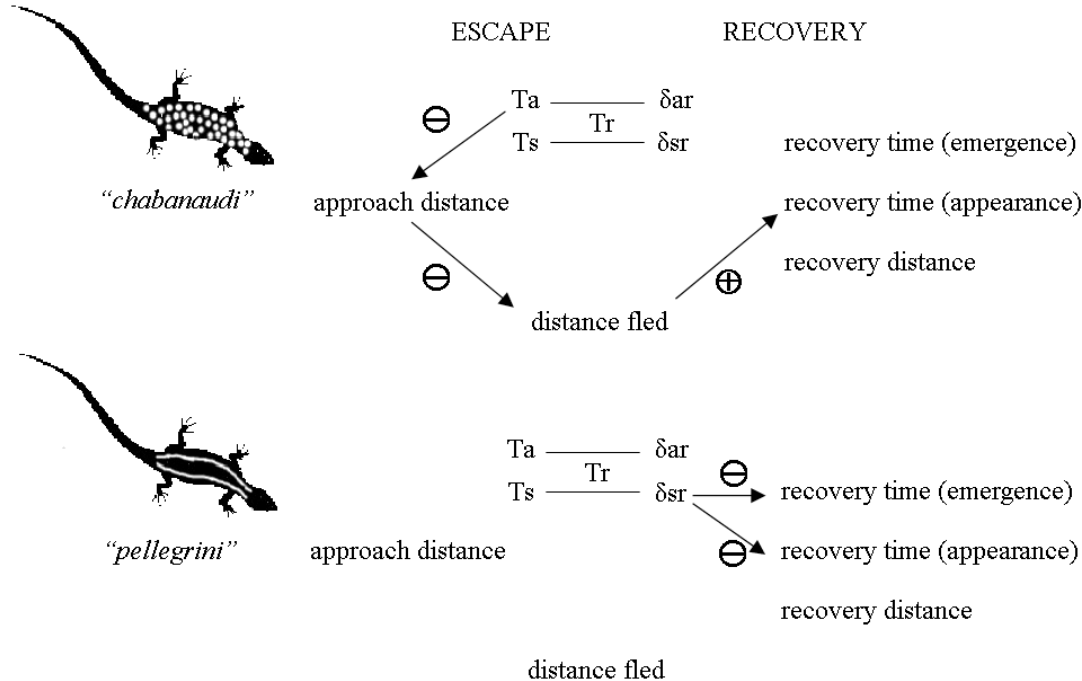 ESCAPE RECOVERY
Ta δar
Tr
Ts δsr recovery time (emergence)
“chabanaudi” approach distance recovery time (appearance)
recovery distance
distance fled
Ta δar
Tr
Ts δsr recovery time (emergence)
“pellegrini” approach distance recovery time (appearance)
recovery distance
distance fled